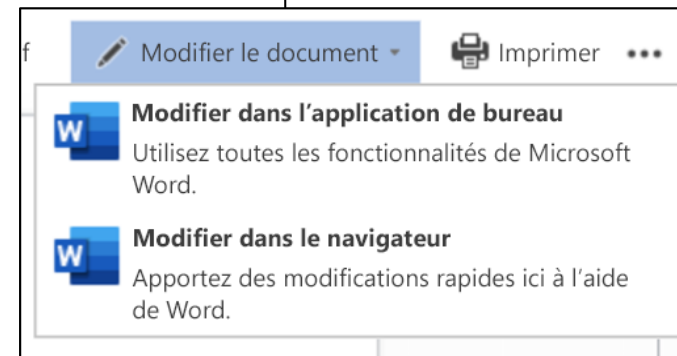 f Modifier le document Imprimer •••
W Modifier dans l’application de bureau
Utilisez toutes les fonctionnalités de Microsoft
Word.
W Modifier dans le navigateur
Apportez des modifications rapides ici à l’aide
de Word.